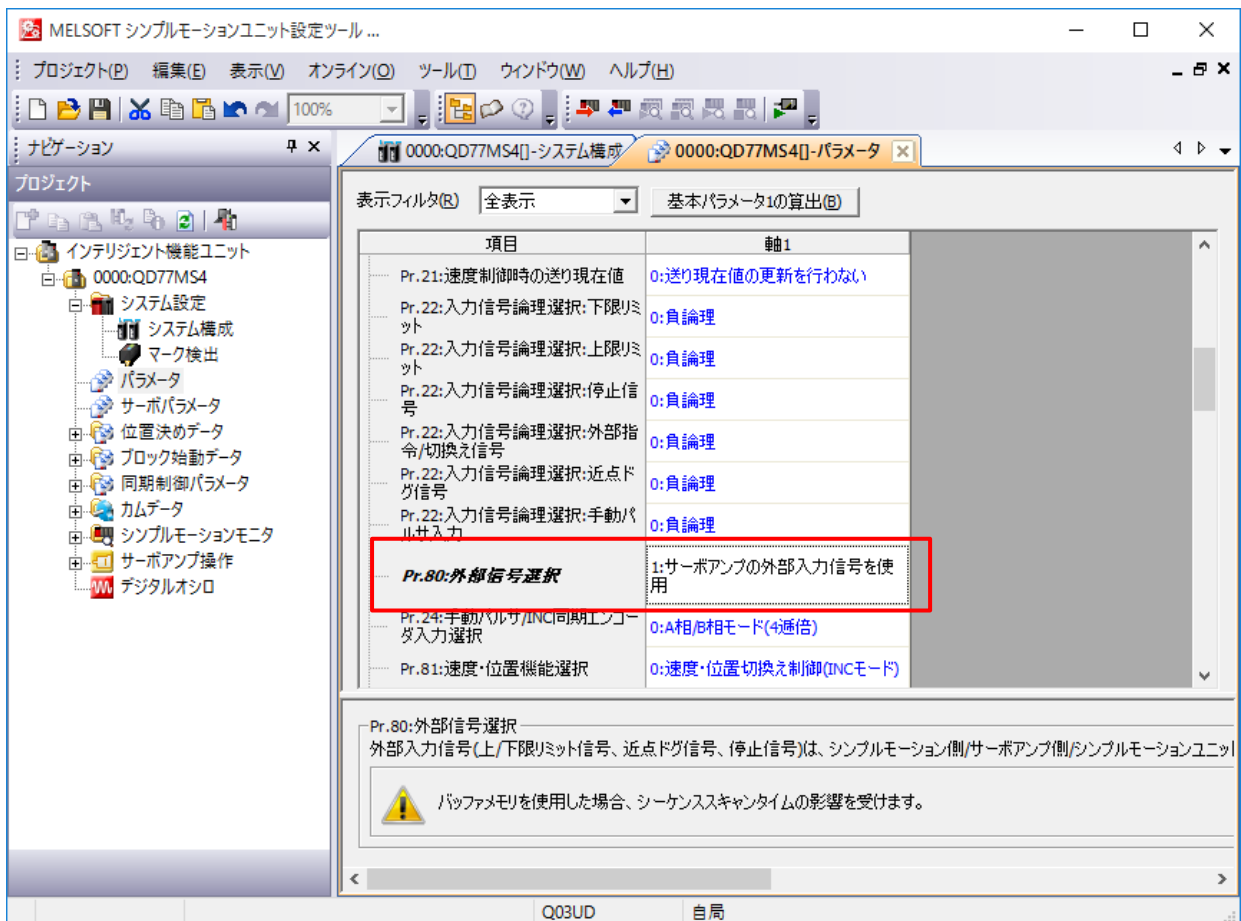 MELSOFT シンプルモーションユニット設定ツール ...
プロジェクト(P) 編集(E) 表示(V) オンライン(O) ツール(T) ウィンドウ(W) ヘルプ(H)
100%
ナビゲーション
0000:QD77MS4[]-システム構成
0000:QD77MS4[]-パラメータ
プロジェクト
インテリジェント機能ユニット
0000:QD77MS4
システム設定
システム構成
マーク検出
パラメータ
サーボパラメータ
位置決めデータ
ブロック始動データ
同期制御パラメータ
カムデータ
シンプルモーションモニタ
サーボアンプ操作
デジタルオシロ
表示フィルタ(R) 全表示 基本パラメータ1の算出(B)
項目 軸1
Pr.21:速度制御時の送り現在値 0:送り現在値の更新を行わない
Pr.22:入力信号論理選択:下限リミ
ット
0:負論理
Pr.22:入力信号論理選択:上限リミ
ット
0:負論理
Pr.22:入力信号論理選択:停止信
号
0:負論理
Pr.22:入力信号論理選択:外部指
令/切換え信号
0:負論理
Pr.22:入力信号論理選択:近点ド
グ信号
0:負論理
Pr.22:入力信号論理選択:手動パ
ルサ入力
0:負論理
Pr.80:外部信号選択
1:サーボアンプの外部入力信号を使
用
Pr.24:手動パルサ/INC同期エンコー
ダ入力選択
0:A相/B相モード(4逓倍)
Pr.81:速度・位置機能選択 0:速度・位置切換え制御(INCモード)
Pr.80:外部信号選択
外部入力信号(上/下限リミット信号、近点ドグ信号、停止信号)は、シンプルモーション側/サーボアンプ側/シンプルモーションユニッ
バッファメモリを使用した場合、シーケンススキャンタイムの影響を受けます。
Q03UD 自局